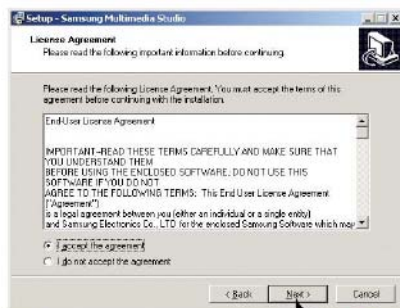 Setup - Samsung Multimedia Studio
License Agreement
Please read the following important information before continuing.
Please read the following License Agreement. You must accept the terms of this
agreement before continuing with the installation.
End-User License Agreement
IMPORTANT-READ THESE TERMS CAREFULLY AND MAKE SURE THAT
YOU UNDERSTAND THEM
BEFORE USING THE ENCLOSED SOFTWARE. DO NOT USE THIS
SOFTWARE IF YOU DO NOT
AGREE TO THE FOLLOWING TERMS: This End User License Agreement
("Agreement")
is a legal agreement between you (either an individual or a single entity)
and Samsung Electronics Co., LTD for the enclosed Samsung Software which may
I accept the agreement
I do not accept the agreement
< Back
Next >
Cancel